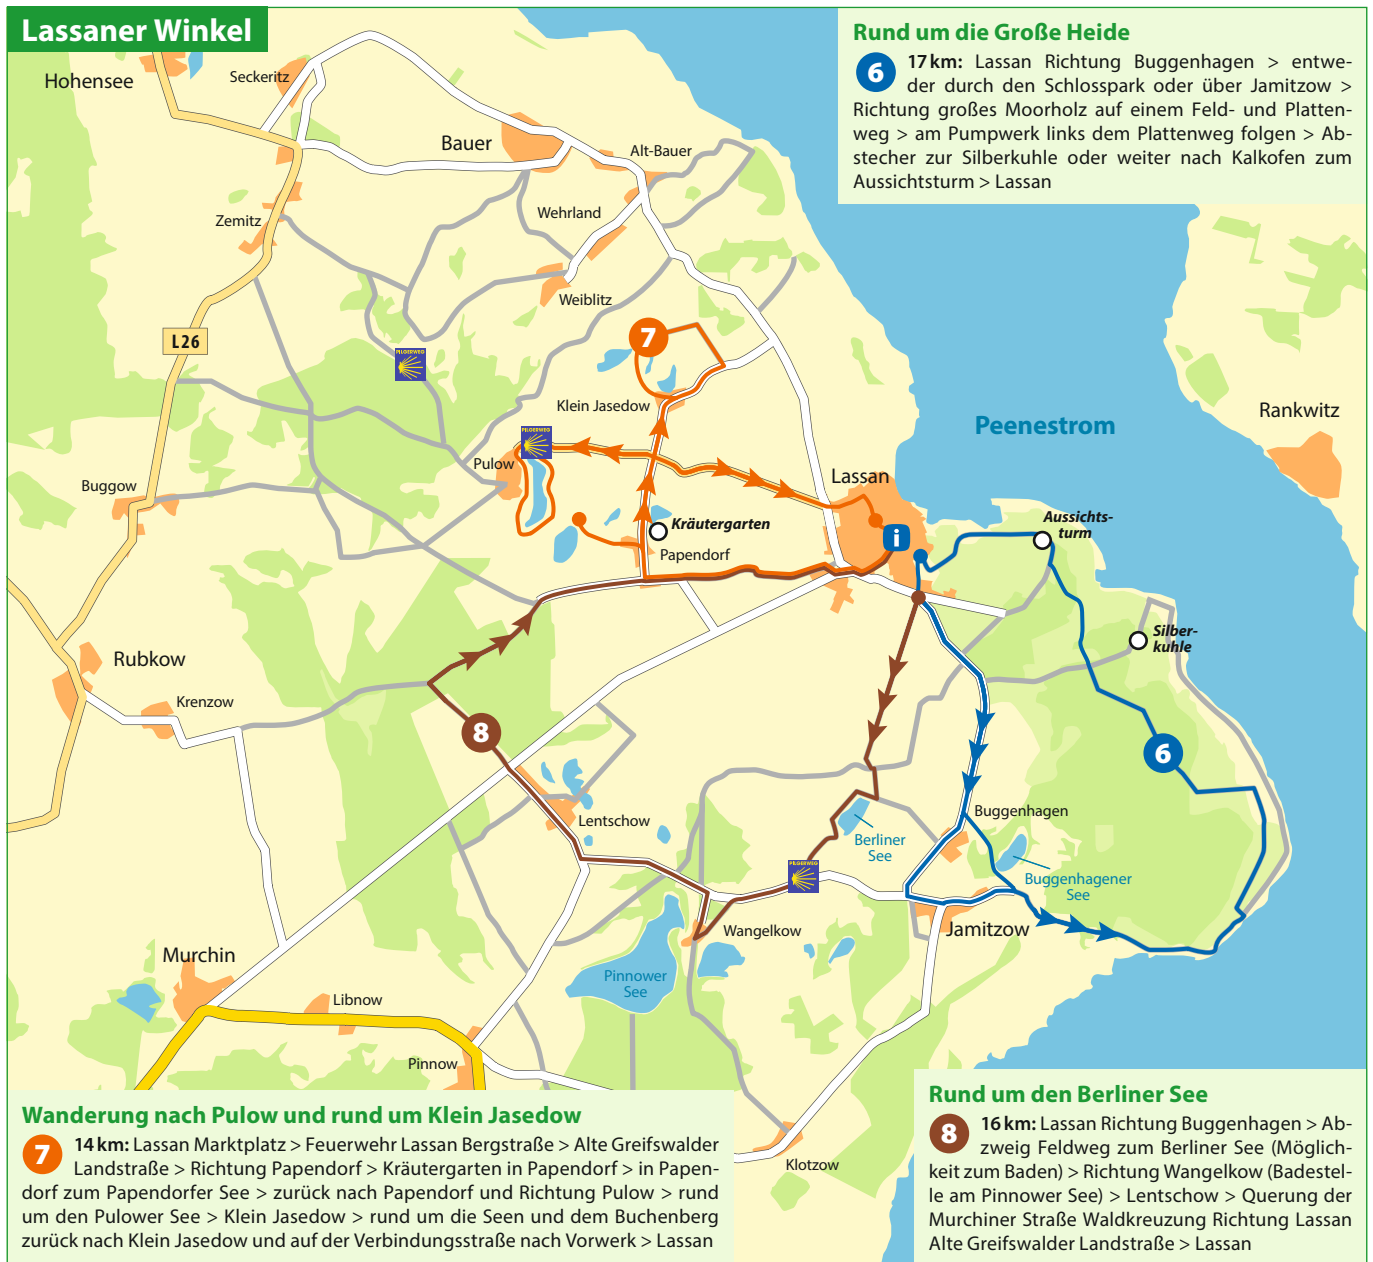 Lassaner Winkel
Rund um die Große Heide
6
17 km: Lassan Richtung Buggenhagen > entwe-
der durch den Schlosspark oder über Jamitzow >
Richtung großes Moorholz auf einem Feld- und Platten-
weg > am Pumpwerk links dem Plattenweg folgen > Ab-
stecher zur Silberkuhle oder weiter nach Kalkofen zum
Aussichtsturm > Lassan
Hohensee
Seckeritz
Bauer
Alt-Bauer
Wehrland
Zemitz
Weiblitz
L26
7
PILGERWEG
Klein Jasedow
Rankwitz
Peenestrom
PILGERWEG
Pulow
Lassan
Buggow
Kräutergarten
Aussichts-
turm
i
Papendorf
Silber-
kuhle
Rubkow
Krenzow
8
6
Lentschow
Buggenhagen
Berliner
See
PILGERWEG
Buggenhagener
See
Wangelkow
Jamitzow
Murchin
Pinnower
See
Libnow
Pinnow
Klotzow
Wanderung nach Pulow und rund um Klein Jasedow
7
14 km: Lassan Marktplatz > Feuerwehr Lassan Bergstraße > Alte Greifswalder
Landstraße > Richtung Papendorf > Kräutergarten in Papendorf > in Papen-
dorf zum Papendorfer See > zurück nach Papendorf und Richtung Pulow > rund
um den Pulower See > Klein Jasedow > rund um die Seen und dem Buchenberg
zurück nach Klein Jasedow und auf der Verbindungsstraße nach Vorwerk > Lassan
Rund um den Berliner See
8
16 km: Lassan Richtung Buggenhagen > Ab-
zweig Feldweg zum Berliner See (Möglich-
keit zum Baden) > Richtung Wangelkow (Badestel-
le am Pinnower See) > Lentschow > Querung der
Murchiner Straße Waldkreuzung Richtung Lassan
Alte Greifswalder Landstraße > Lassan